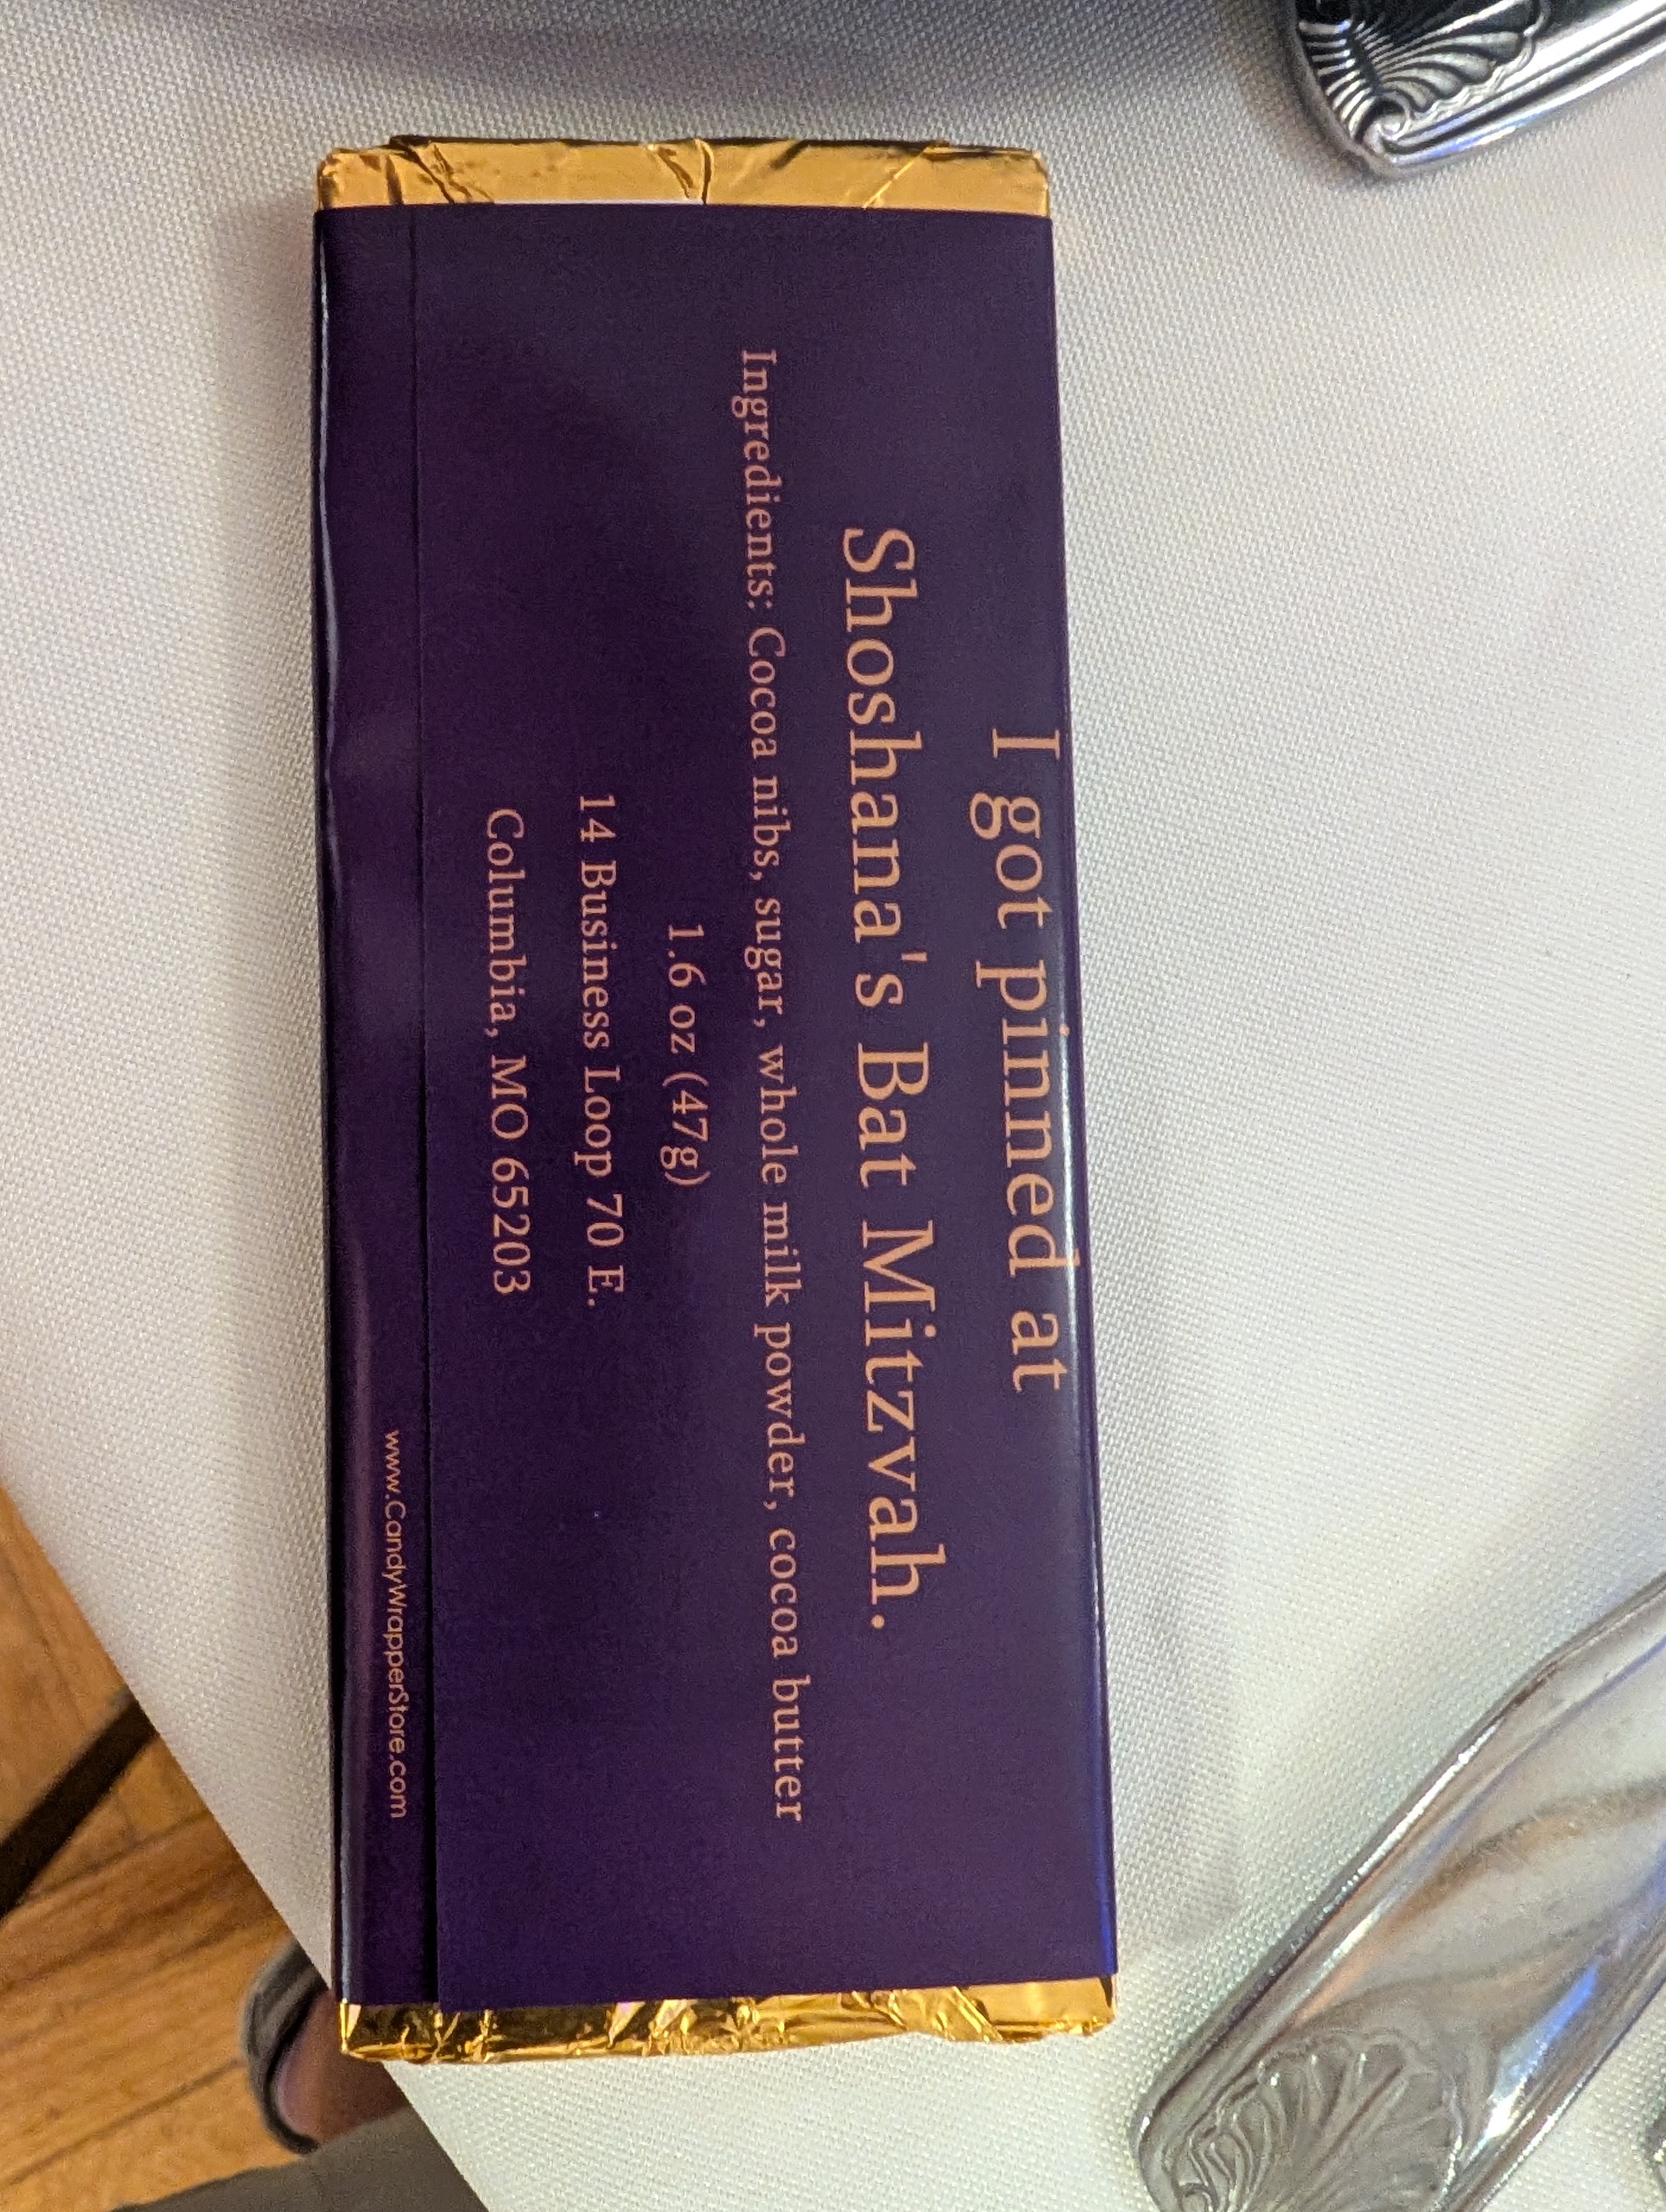 I got pinned at
Shoshana's Bat Mitzvah.
Ingredients: Cocoa nibs, sugar, whole milk powder, cocoa butter
1.6 oz (47g)
14 Business Loop 70 E.
Columbia, MO 65203
www.CandyWrapperStore.com